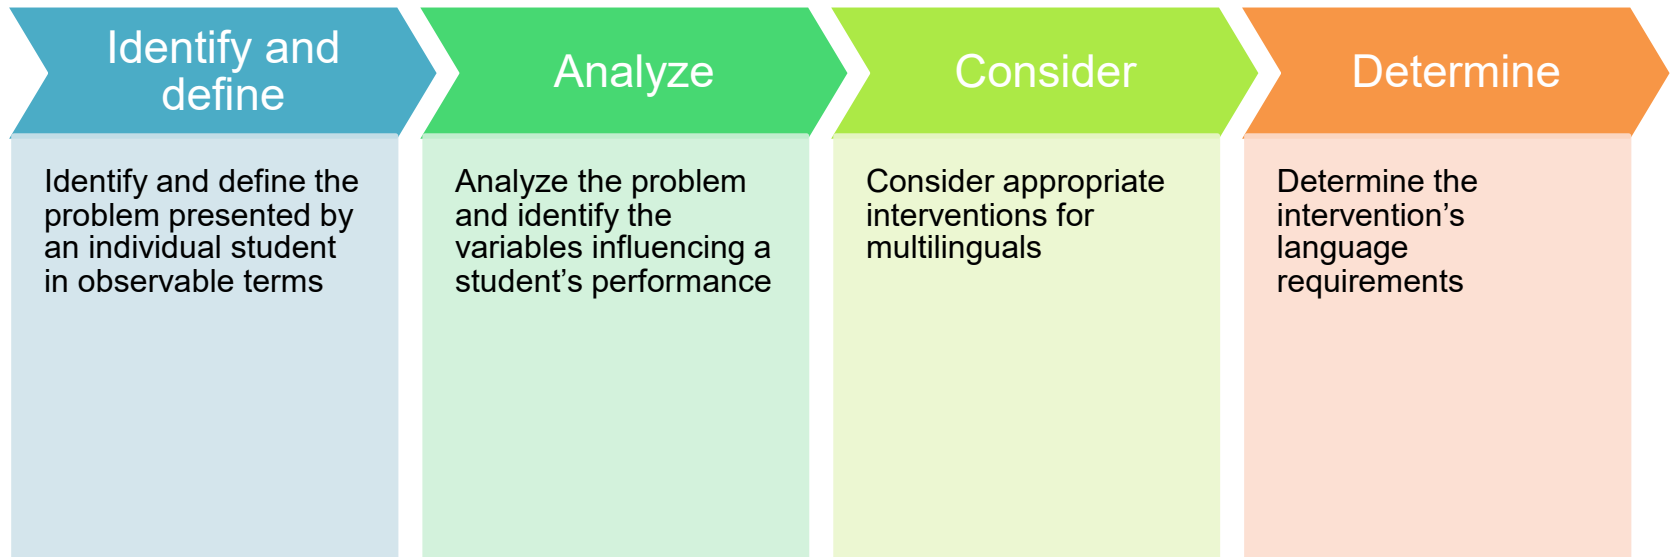 Identify and
define
Identify and define the
problem presented by
an individual student
in observable terms
Analyze
Analyze the problem
and identify the
variables influencing a
student’s performance
Consider
Consider appropriate
interventions for
multilinguals
Determine
Determine the
intervention’s
language
requirements